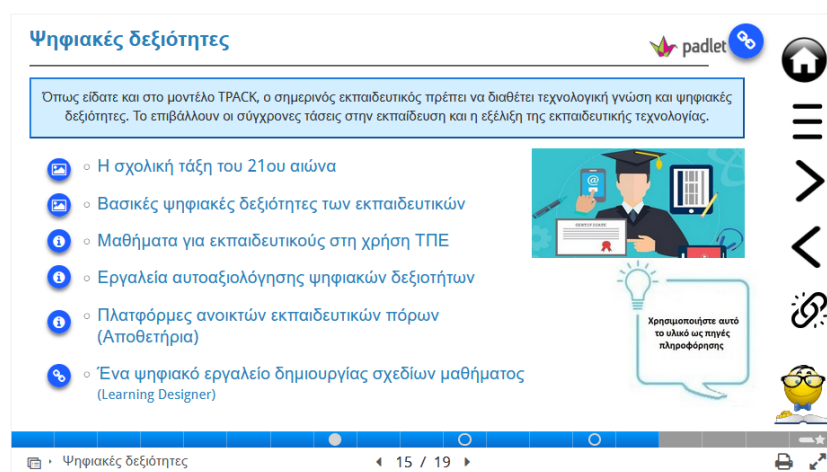 Ψηφιακές δεξιότητες
padlet
Όπως είδατε και στο μοντέλο TPACK, ο σημερινός εκπαιδευτικός πρέπει να διαθέτει τεχνολογική γνώση και ψηφιακές
δεξιότητες. Το επιβάλλουν οι σύγχρονες τάσεις στην εκπαίδευση και η εξέλιξη της εκπαιδευτικής τεχνολογίας.
Η σχολική τάξη του 21ου αιώνα
Βασικές ψηφιακές δεξιότητες των εκπαιδευτικών
Μαθήματα για εκπαιδευτικούς στη χρήση ΤΠΕ
Εργαλεία αυτοαξιολόγησης ψηφιακών δεξιοτήτων
Πλατφόρμες ανοικτών εκπαιδευτικών πόρων
(Αποθετήρια)
Ένα ψηφιακό εργαλείο δημιουργίας σχεδίων μαθήματος
(Learning Designer)
Χρησιμοποιήστε αυτό
το υλικό ως πηγές
πληροφόρησης
Ψηφιακές δεξιότητες
15 / 19